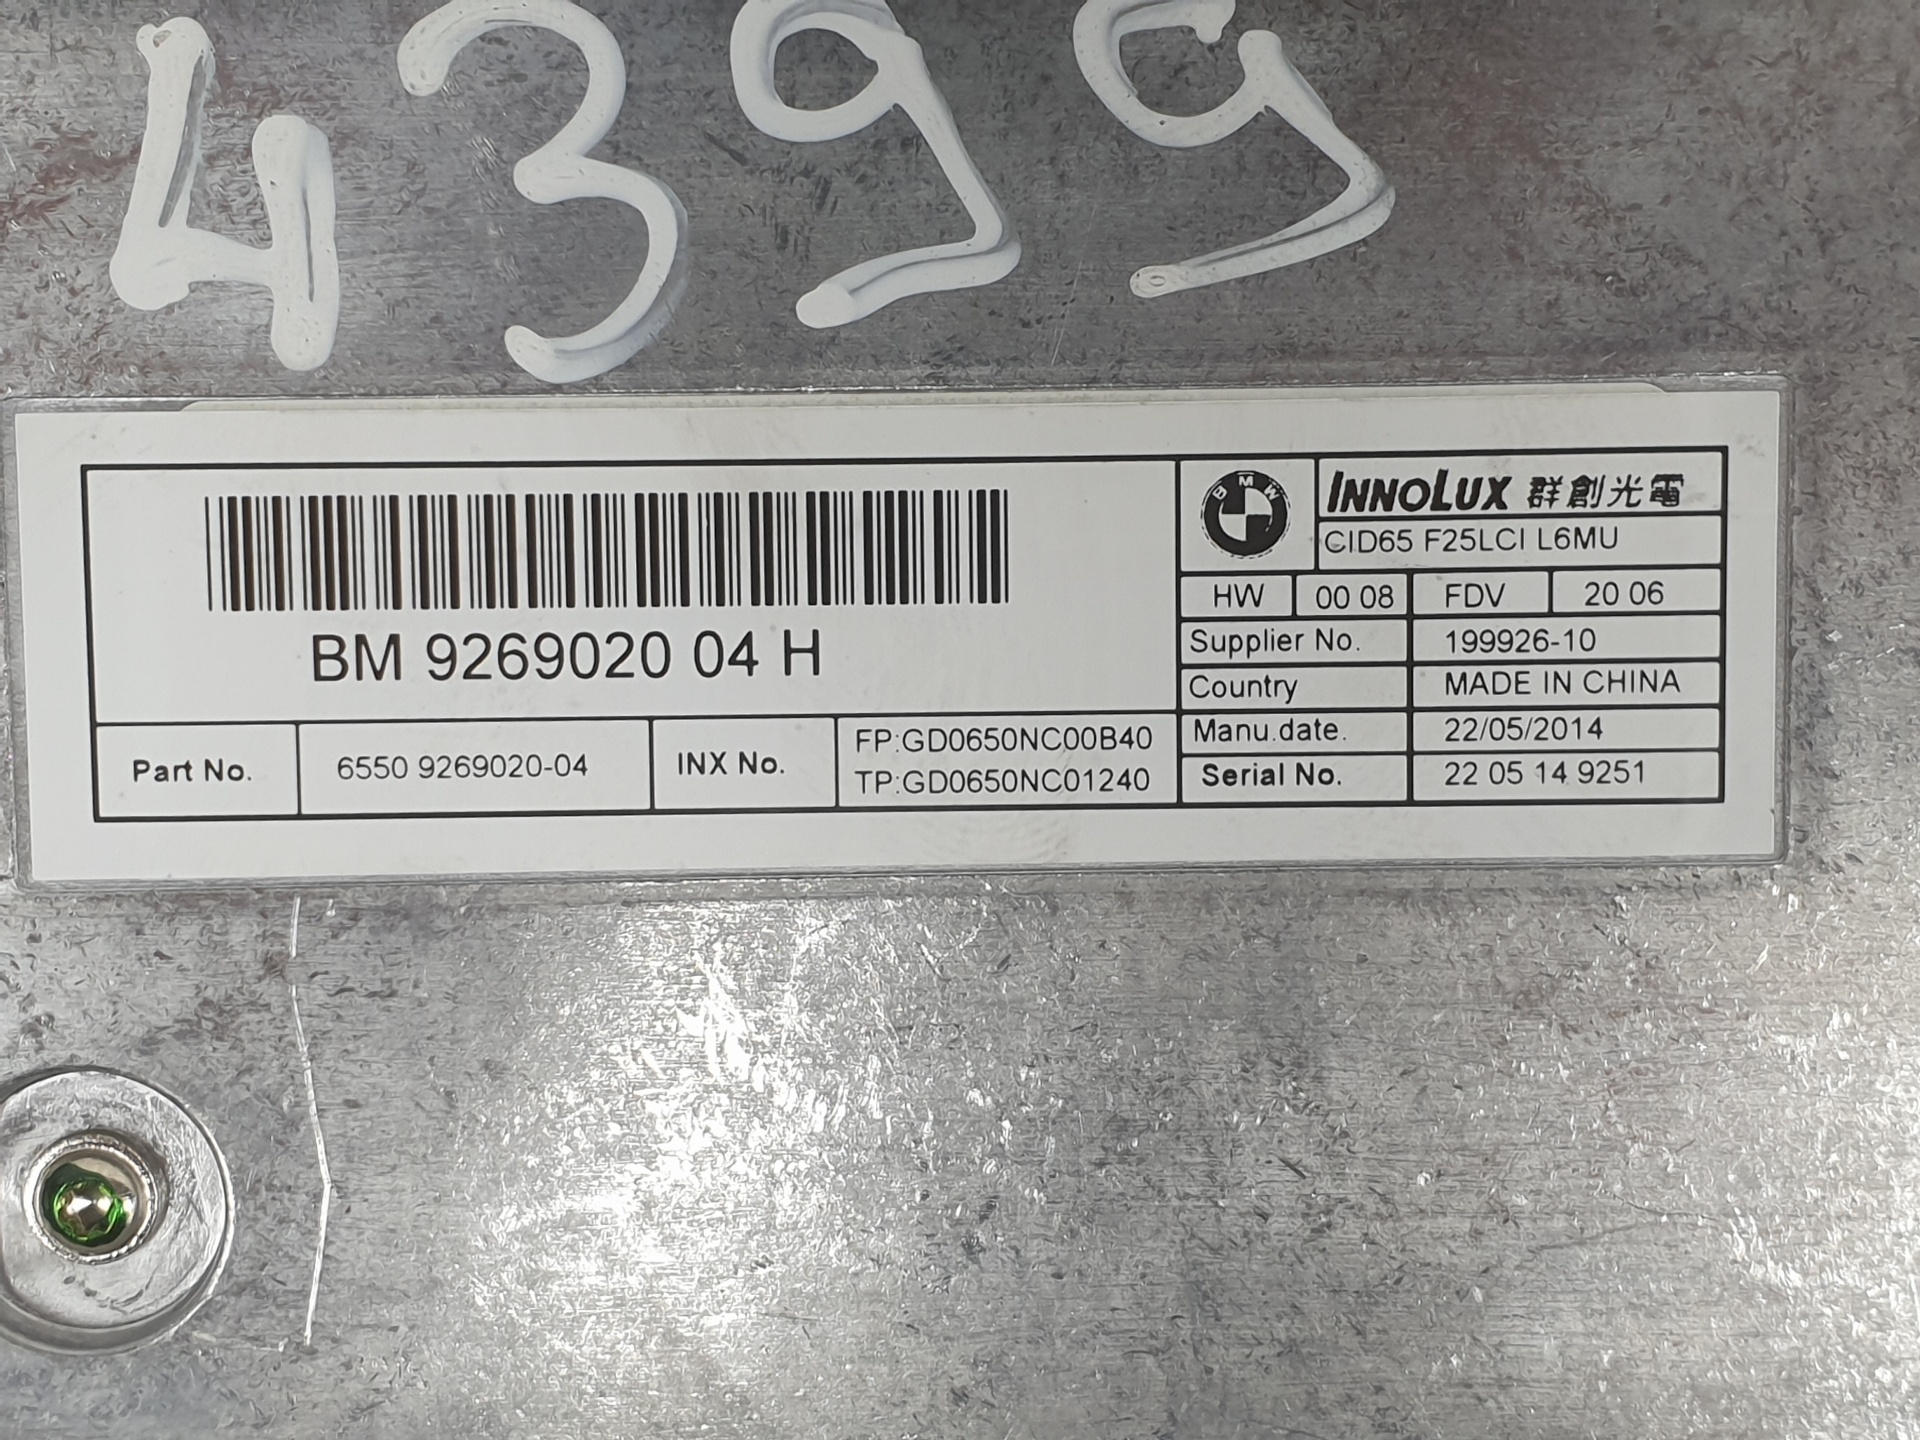 4399
BM 9269020 04 H
Part No. 6550 9269020-04 INX No. FP:GD0650NC00B40
TP:GD0650NC01240
BMW
INNOLUX 群創光電
CID65 F25LCI L6MU
HW 00 08 FDV 20 06
Supplier No. 199926-10
Country MADE IN CHINA
Manu.date. 22/05/2014
Serial No. 22 05 14 9251